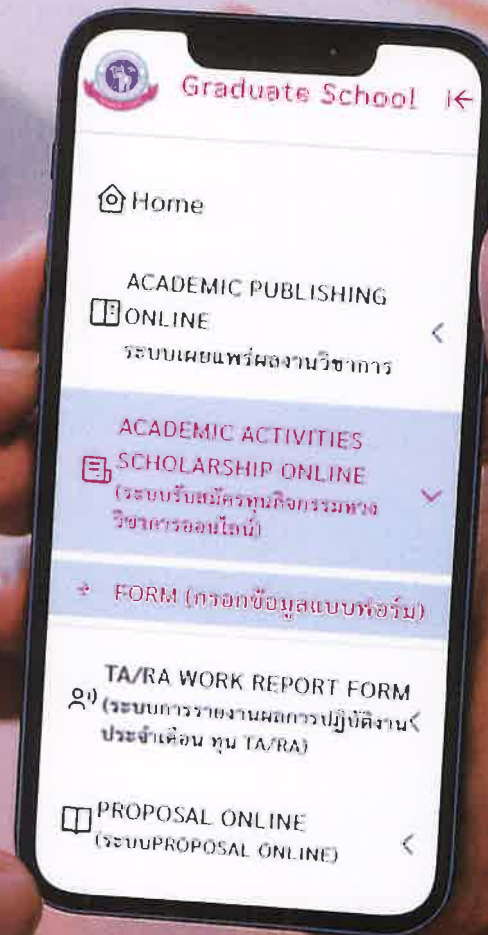 Graduate School
Home
ACADEMIC PUBLISHING
ONLINE
ระบบเผยแพร่ผลงานวิชาการ
ACADEMIC ACTIVITIES
SCHOLARSHIP ONLINE
(ระบบรับสมัครทุนกิจกรรมทาง
วิชาการออนไลน์)
FORM (กรอกข้อมูลแบบฟอร์ม)
TA/RA WORK REPORT FORM
(ระบบการรายงานผลการปฏิบัติงาน
ประจำเดือน ทุน TA/RA)
PROPOSAL ONLINE
(ระบบPROPOSAL ONLINE)